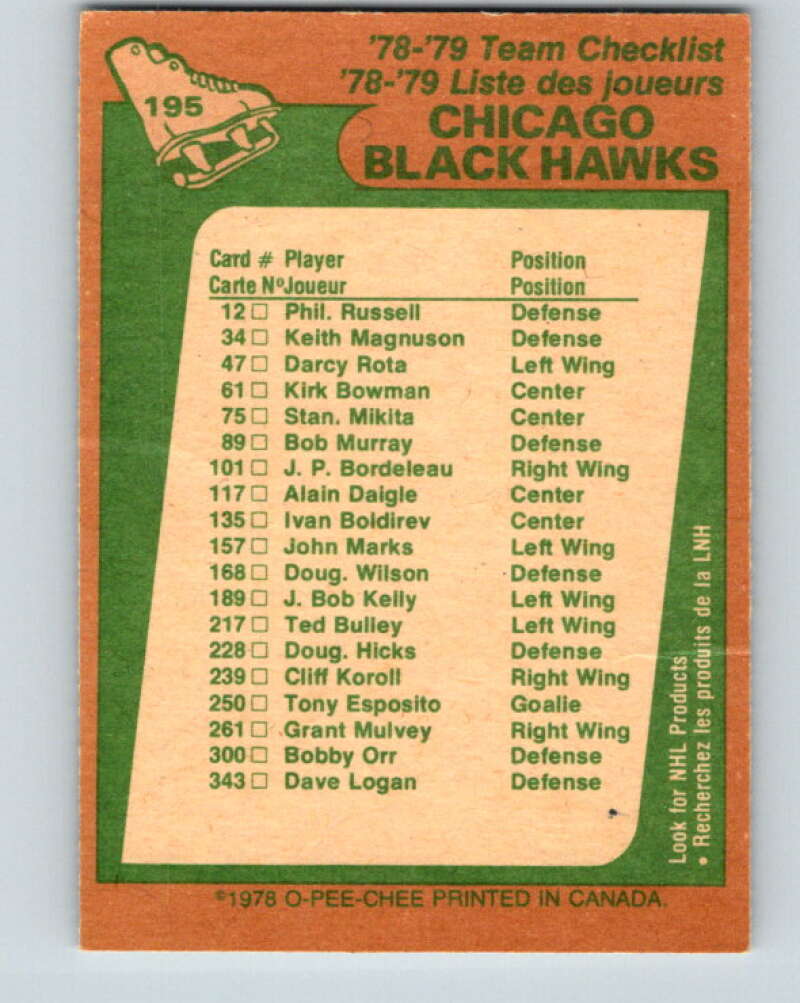 195
'78-'79 Team Checklist
'78-'79 Liste des joueurs
CHICAGO
BLACK HAWKS
Card # Player Position
Carte Nº Joueur Position
12 □ Phil. Russell Defense
34 □ Keith Magnuson Defense
47 □ Darcy Rota Left Wing
61 □ Kirk Bowman Center
75 □ Stan. Mikita Center
89 □ Bob Murray Defense
101 □ J. P. Bordeleau Right Wing
117 □ Alain Daigle Center
135 □ Ivan Boldirev Center
157 □ John Marks Left Wing
168 □ Doug. Wilson Defense
189 □ J. Bob Kelly Left Wing
217 □ Ted Bulley Left Wing
228 □ Doug. Hicks Defense
239 □ Cliff Koroll Right Wing
250 □ Tony Esposito Goalie
261 □ Grant Mulvey Right Wing
300 □ Bobby Orr Defense
343 □ Dave Logan Defense
Look for NHL Products
• Recherchez les produits de la LNH
©1978 O-PEE-CHEE PRINTED IN CANADA.